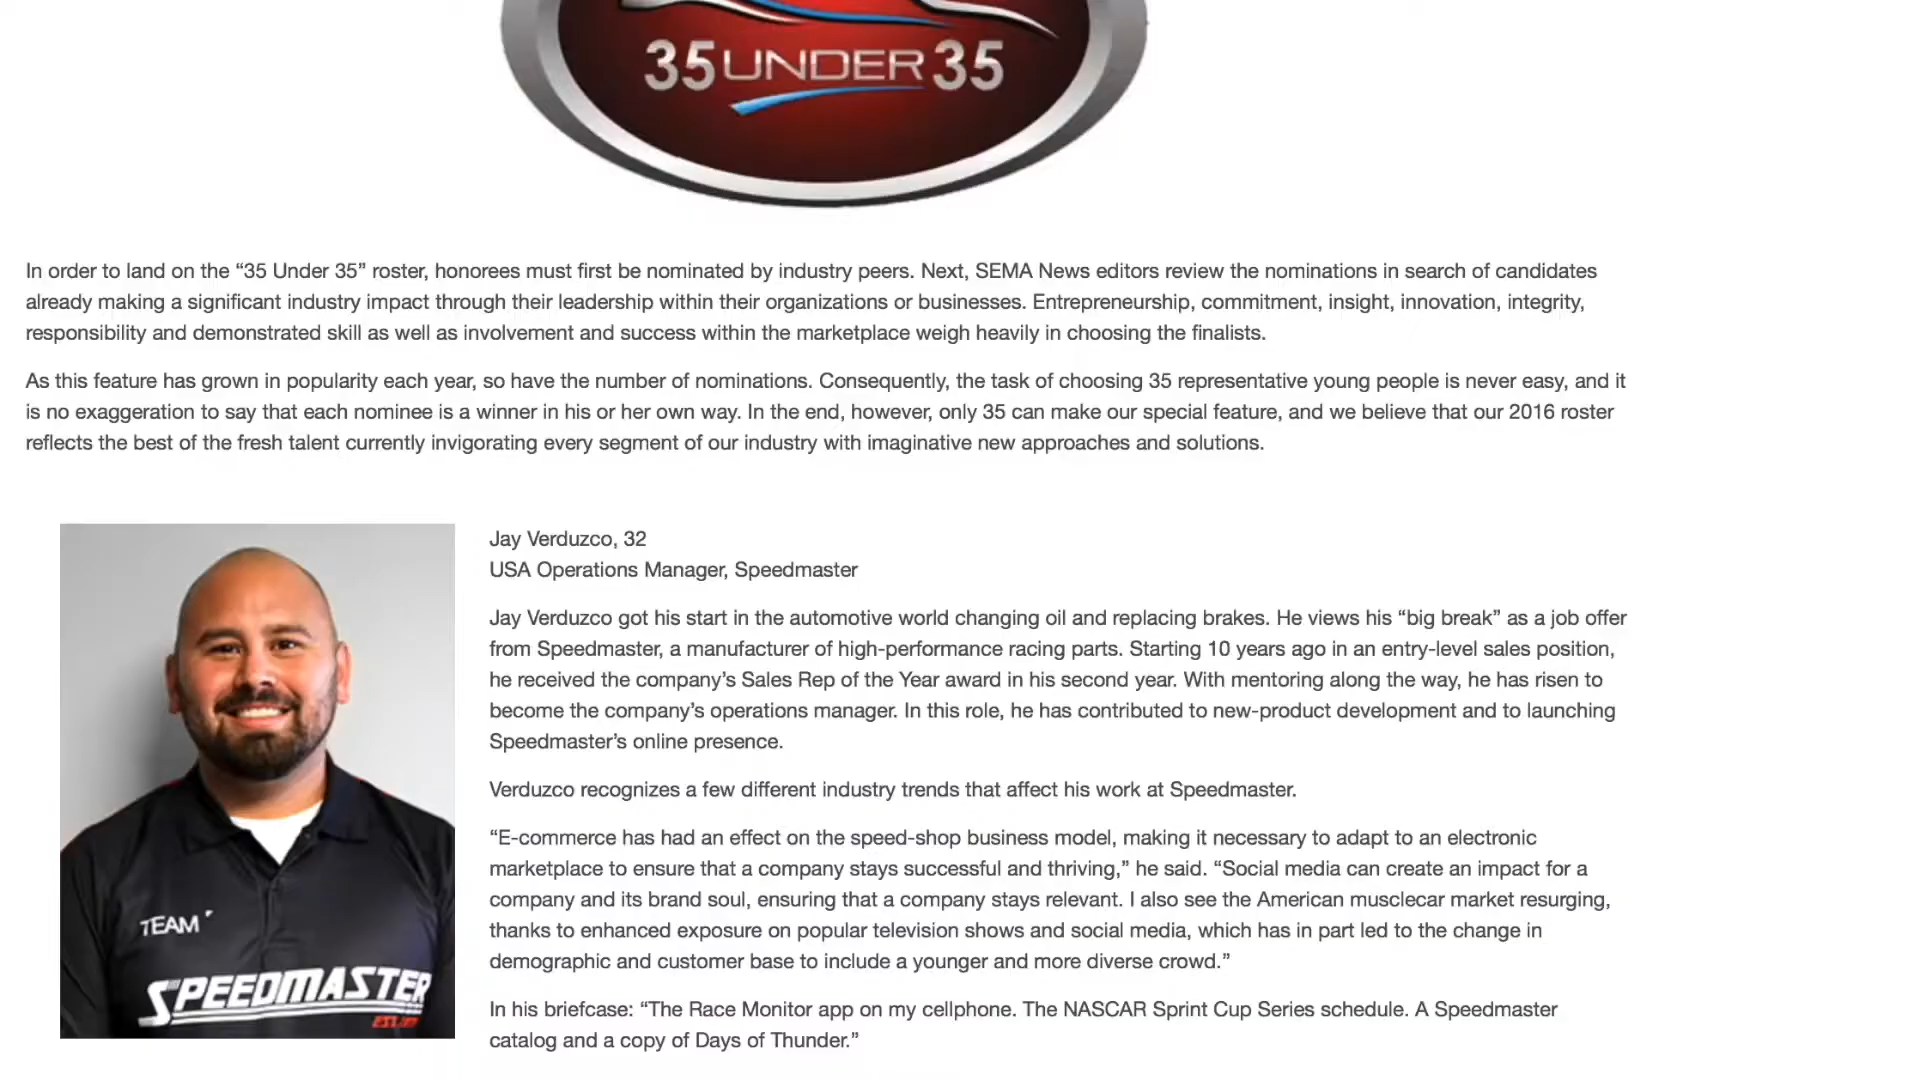 35 UNDER 35
In order to land on the “35 Under 35” roster, honorees must first be nominated by industry peers. Next, SEMA News editors review the nominations in search of candidates
already making a significant industry impact through their leadership within their organizations or businesses. Entrepreneurship, commitment, insight, innovation, integrity,
responsibility and demonstrated skill as well as involvement and success within the marketplace weigh heavily in choosing the finalists.
As this feature has grown in popularity each year, so have the number of nominations. Consequently, the task of choosing 35 representative young people is never easy, and it
is no exaggeration to say that each nominee is a winner in his or her own way. In the end, however, only 35 can make our special feature, and we believe that our 2016 roster
reflects the best of the fresh talent currently invigorating every segment of our industry with imaginative new approaches and solutions.
Jay Verduzco, 32
USA Operations Manager, Speedmaster
Jay Verduzco got his start in the automotive world changing oil and replacing brakes. He views his “big break” as a job offer
from Speedmaster, a manufacturer of high-performance racing parts. Starting 10 years ago in an entry-level sales position,
he received the company’s Sales Rep of the Year award in his second year. With mentoring along the way, he has risen to
become the company’s operations manager. In this role, he has contributed to new-product development and to launching
Speedmaster’s online presence.
Verduzco recognizes a few different industry trends that affect his work at Speedmaster.
“E-commerce has had an effect on the speed-shop business model, making it necessary to adapt to an electronic
marketplace to ensure that a company stays successful and thriving,” he said. “Social media can create an impact for a
company and its brand soul, ensuring that a company stays relevant. I also see the American musclecar market resurging,
thanks to enhanced exposure on popular television shows and social media, which has in part led to the change in
demographic and customer base to include a younger and more diverse crowd.”
In his briefcase: “The Race Monitor app on my cellphone. The NASCAR Sprint Cup Series schedule. A Speedmaster
catalog and a copy of Days of Thunder.”
TEAM
SPEEDMASTER